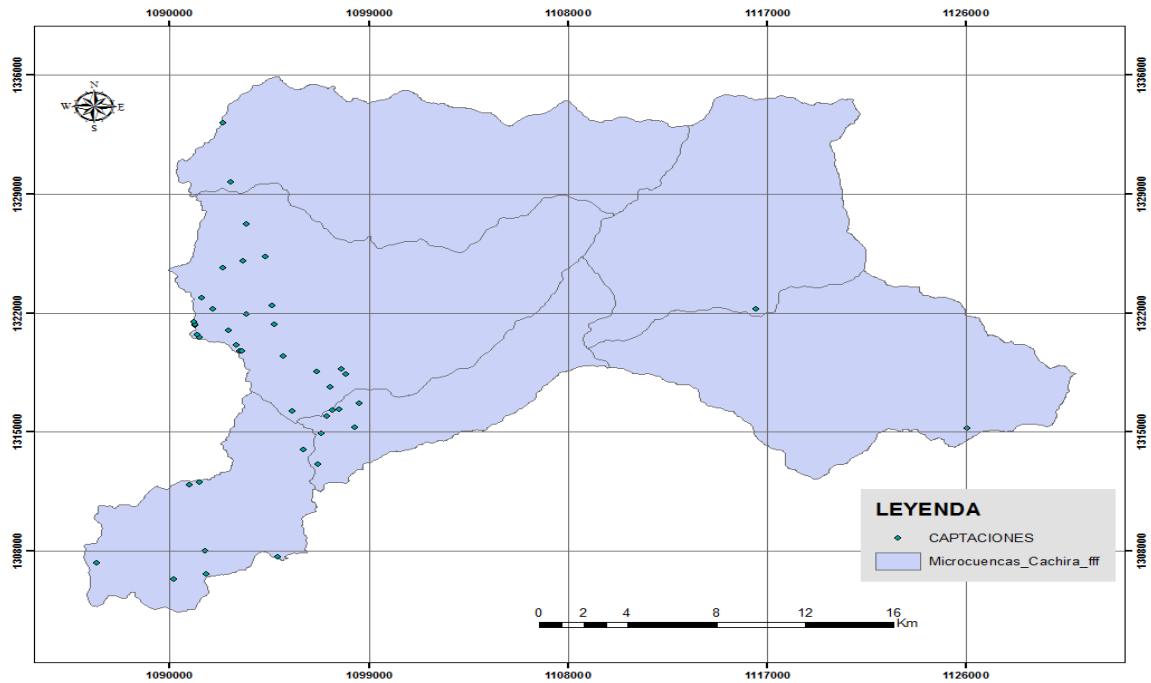 1090000 1099000 1108000 1117000 1126000
1336000 1336000
N
W E
S
1329000 1329000
1322000 1322000
1315000 1315000
LEYENDA
CAPTACIONES
1308000 1308000
Microcuencas_Cachira_fff
0 2 4 8 12 16
Km
1090000 1099000 1108000 1117000 1126000